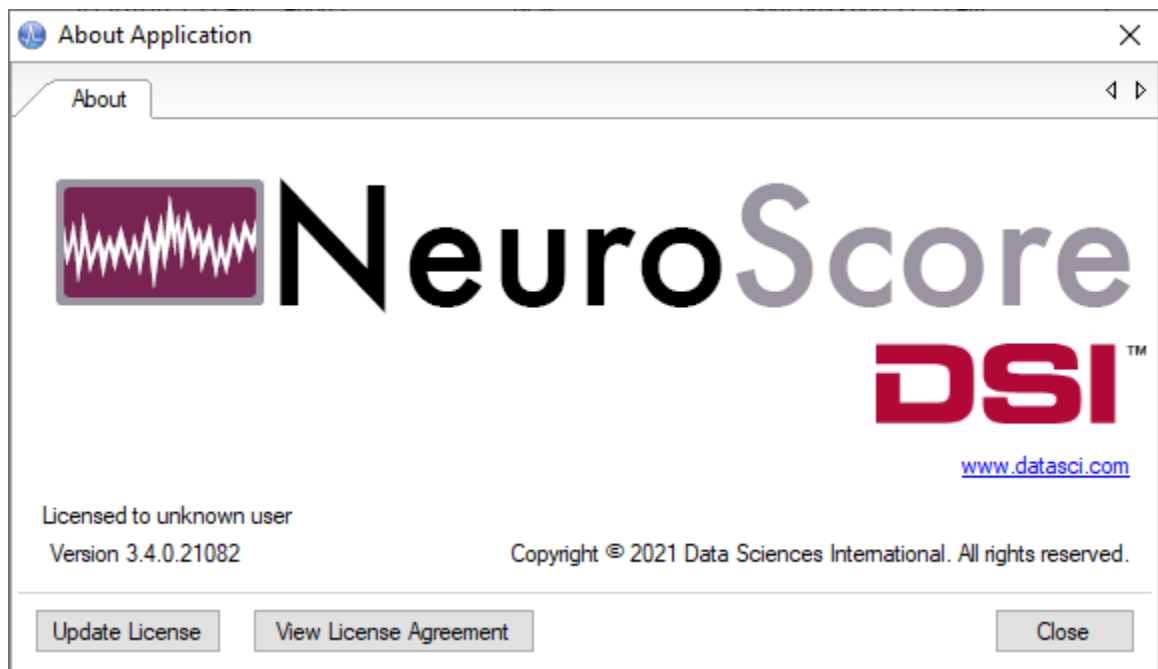 About Application
About
NeuroScore
DSI™
www.datasci.com
Licensed to unknown user
Version 3.4.0.21082
Copyright © 2021 Data Sciences International. All rights reserved.
Update License
View License Agreement
Close